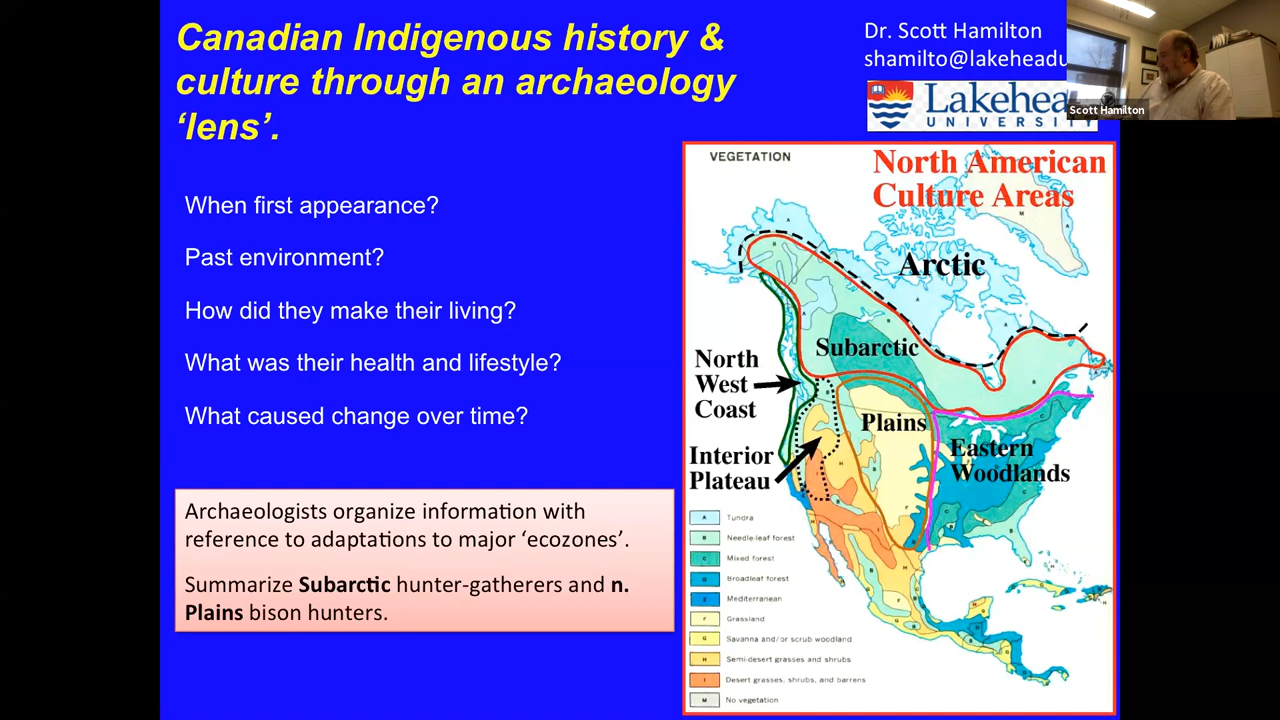 Canadian Indigenous history &
culture through an archaeology
‘lens’.
Dr. Scott Hamilton
shamilto@lakeheadu
Lakehea
UNIVERSITY
Scott Hamilton
When first appearance?
Past environment?
How did they make their living?
What was their health and lifestyle?
What caused change over time?
Archaeologists organize information with
reference to adaptations to major ‘ecozones’.
Summarize Subarctic hunter-gatherers and n.
Plains bison hunters.
VEGETATION
North American
Culture Areas
Arctic
Subarctic
North
West
Coast
Plains
Interior
Plateau
Eastern
Woodlands
A Tundra
B Needle-leaf forest
C Mixed forest
D Broadleaf forest
E Mediterranean
F Grassland
G Savanna and/or scrub woodland
H Semi-desert grasses and shrubs
I Desert grasses, shrubs, and barrens
M No vegetation